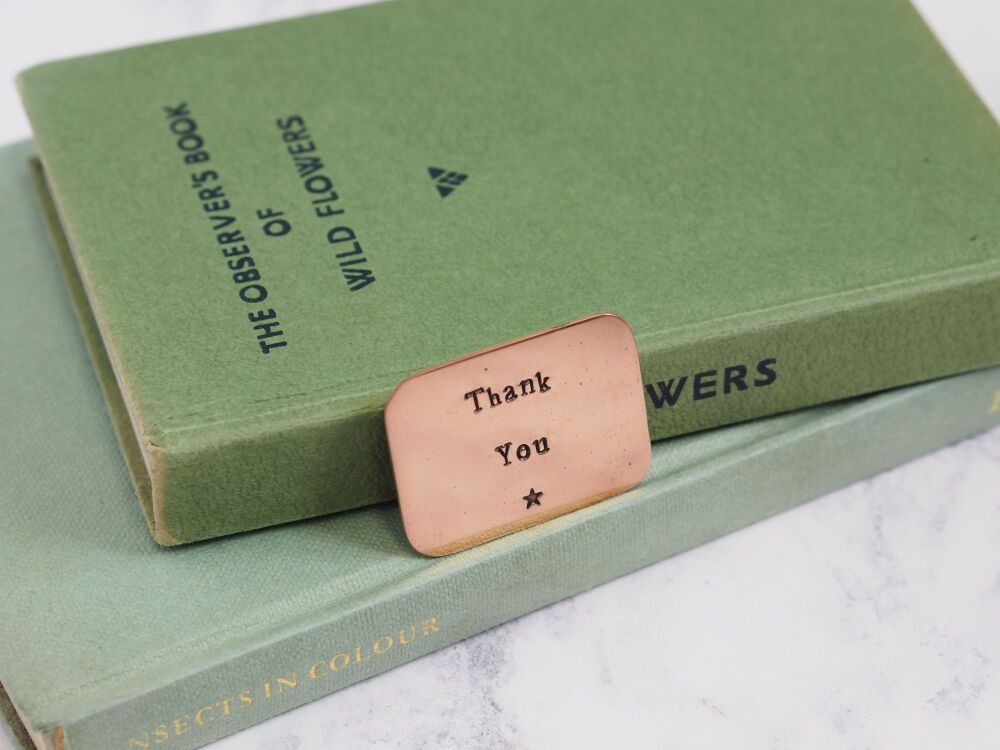 THE OBSERVER'S BOOK
OF
WILD FLOWERS
WERS
Thank
You
NSECTS IN COLOUR